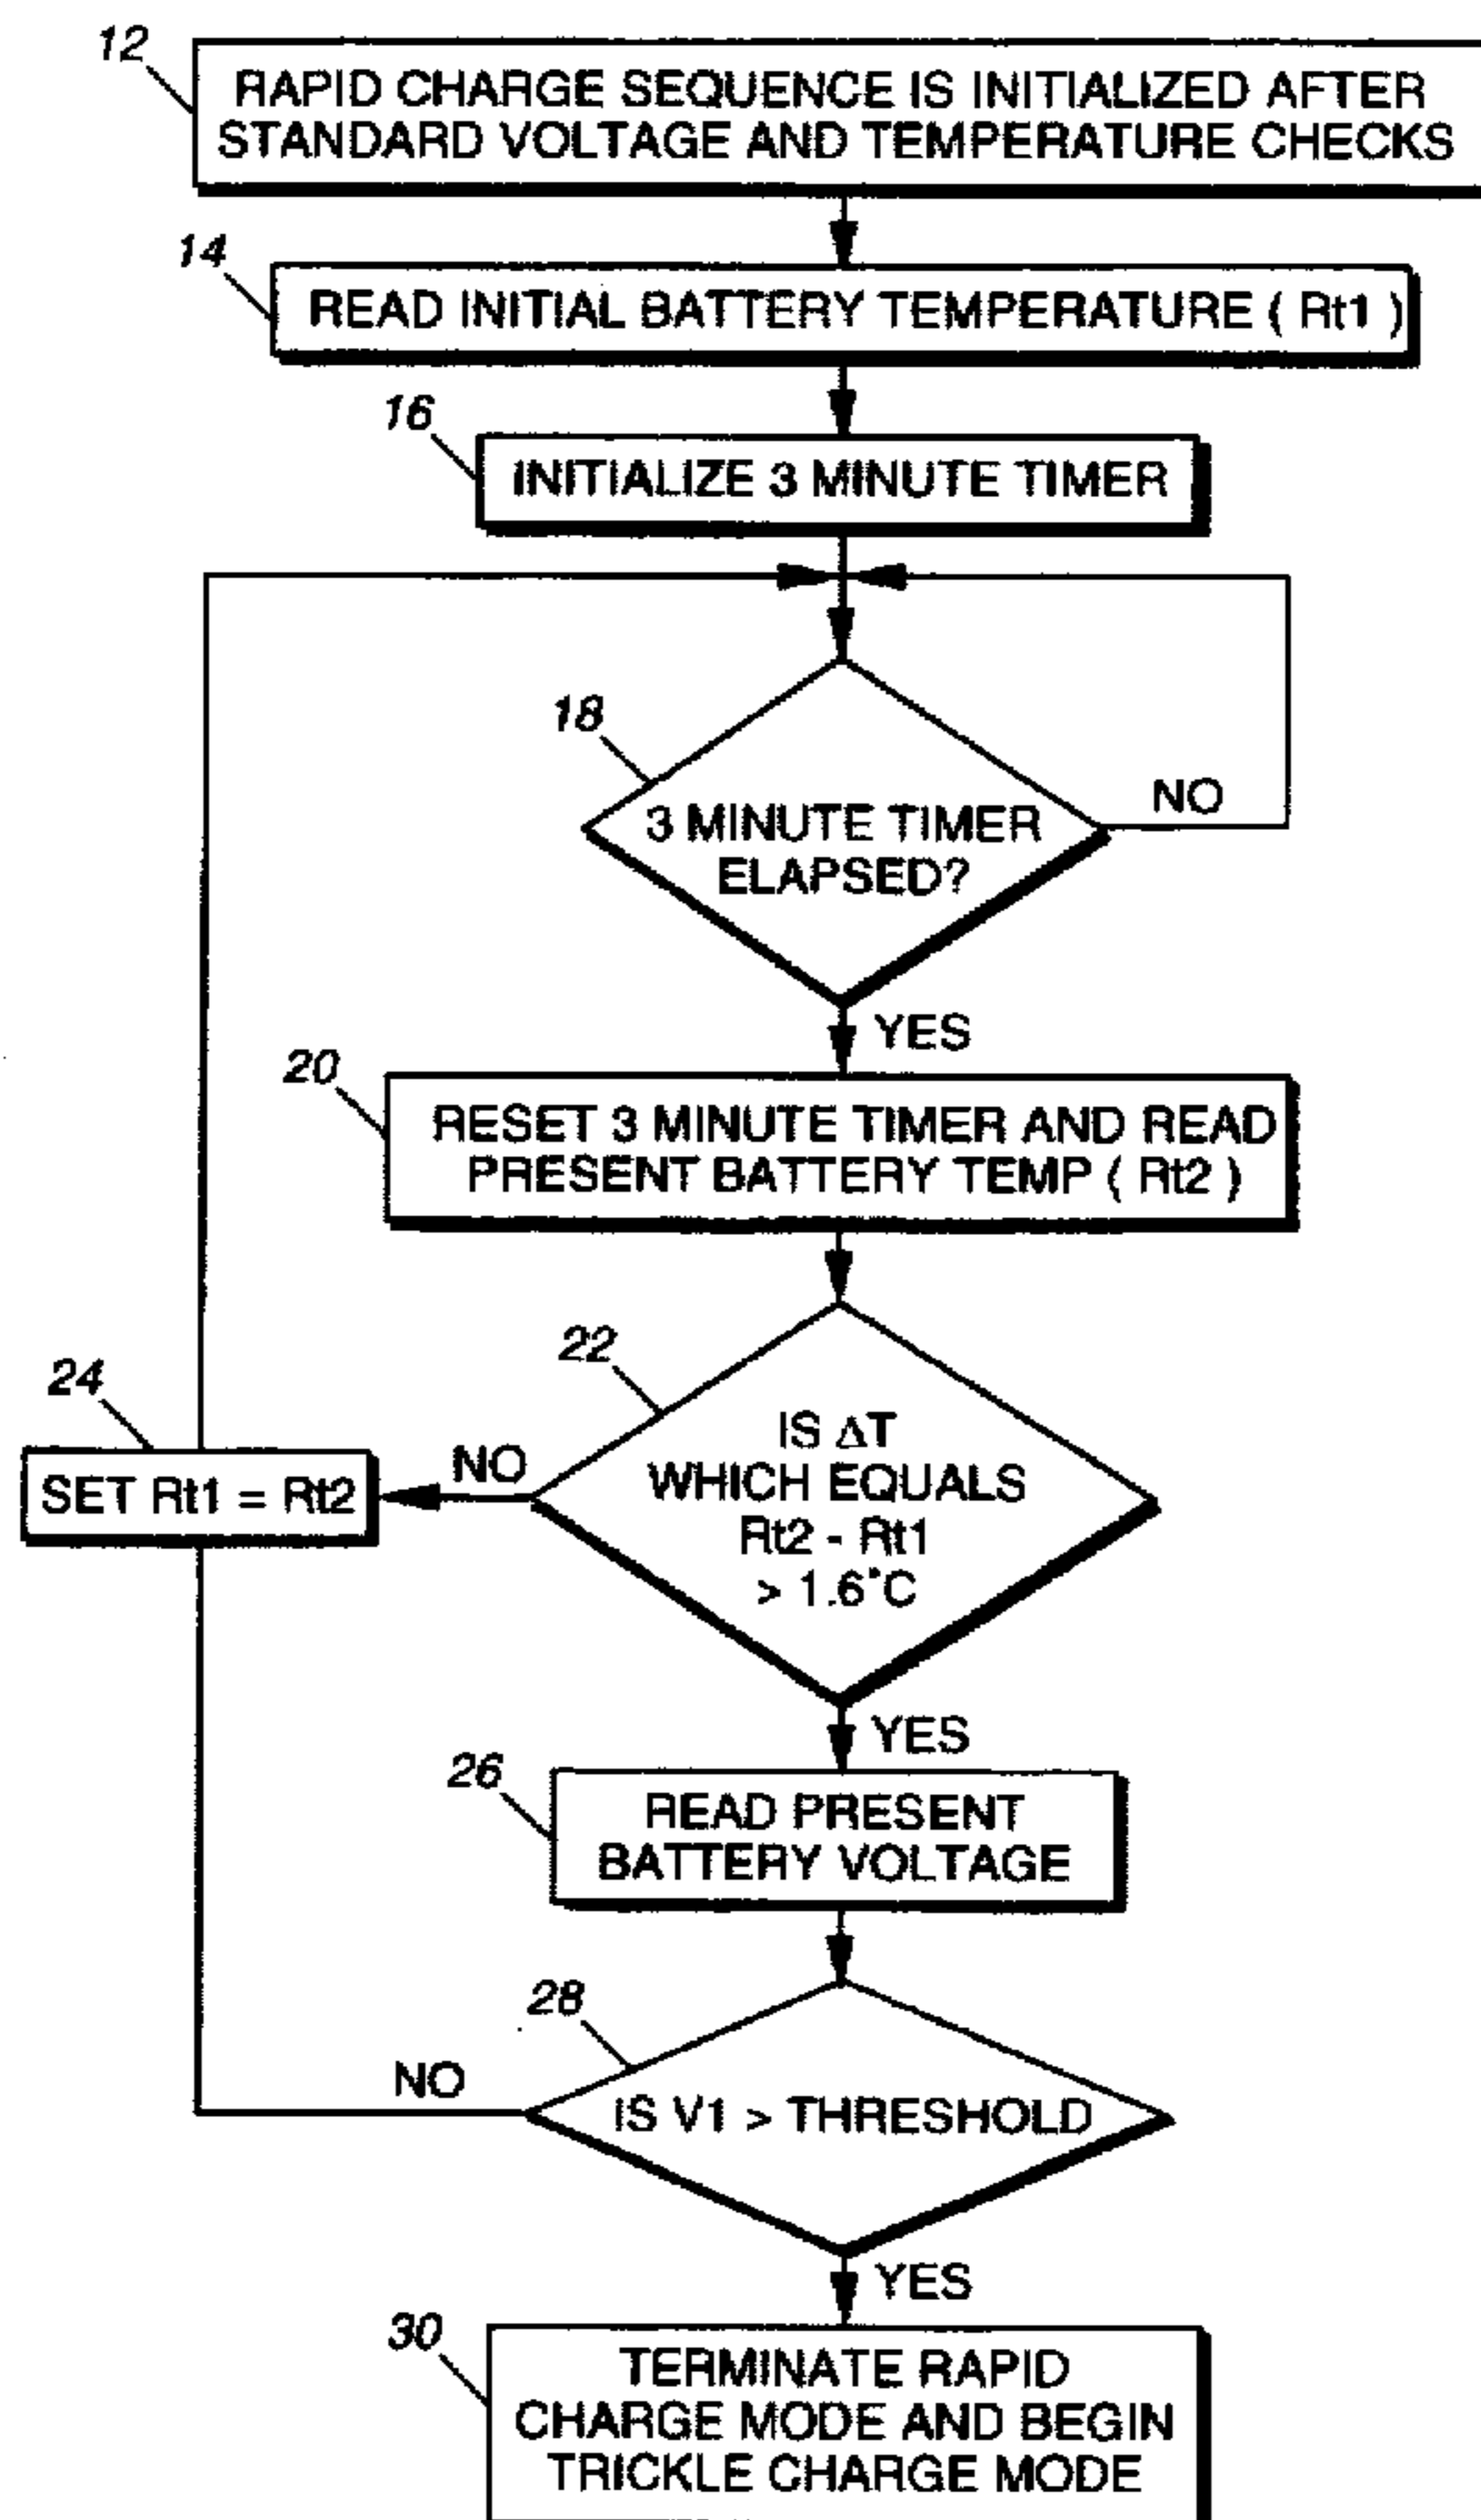 12
RAPID CHARGE SEQUENCE IS INITIALIZED AFTER
STANDARD VOLTAGE AND TEMPERATURE CHECKS
14
READ INITIAL BATTERY TEMPERATURE ( Rt1 )
16
INITIALIZE 3 MINUTE TIMER
18
3 MINUTE TIMER
ELAPSED?
NO
YES
20
RESET 3 MINUTE TIMER AND READ
PRESENT BATTERY TEMP ( Rt2 )
22
IS ΔT
WHICH EQUALS
Rt2 - Rt1
> 1.6°C
NO
24
SET Rt1 = Rt2
YES
26
READ PRESENT
BATTERY VOLTAGE
28
IS V1 > THRESHOLD
NO
YES
30
TERMINATE RAPID
CHARGE MODE AND BEGIN
TRICKLE CHARGE MODE